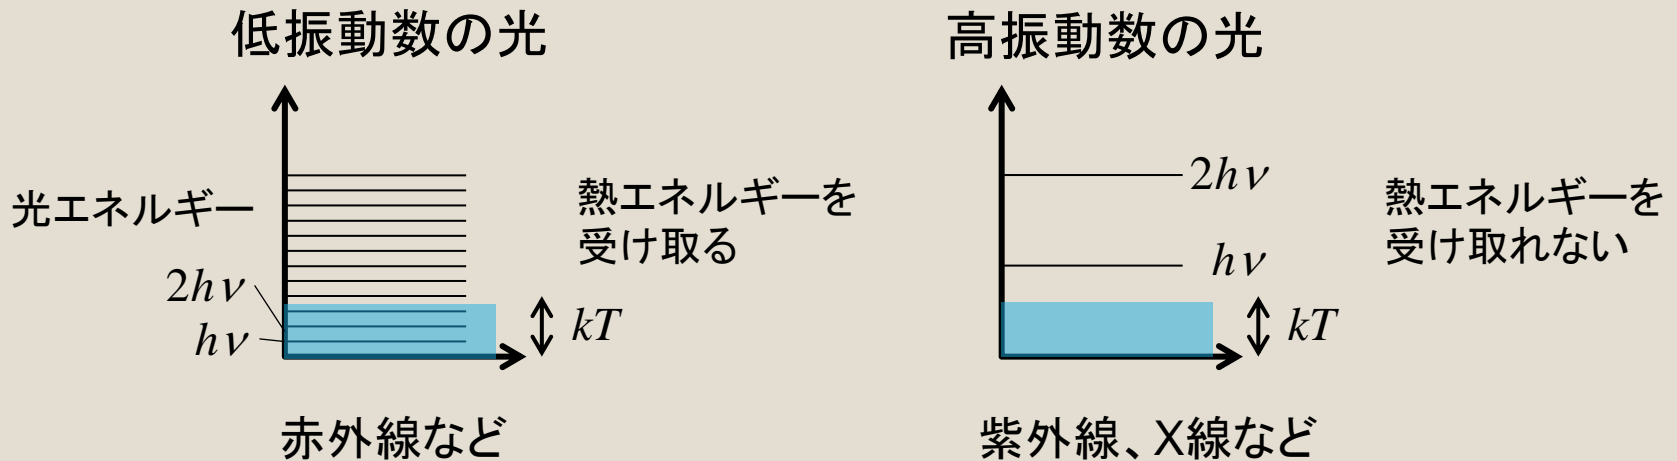 低振動数の光
光エネルギー
2hν
hν
kT
熱エネルギーを
受け取る
赤外線など
高振動数の光
2hν
hν
kT
熱エネルギーを
受け取れない
紫外線、X線など